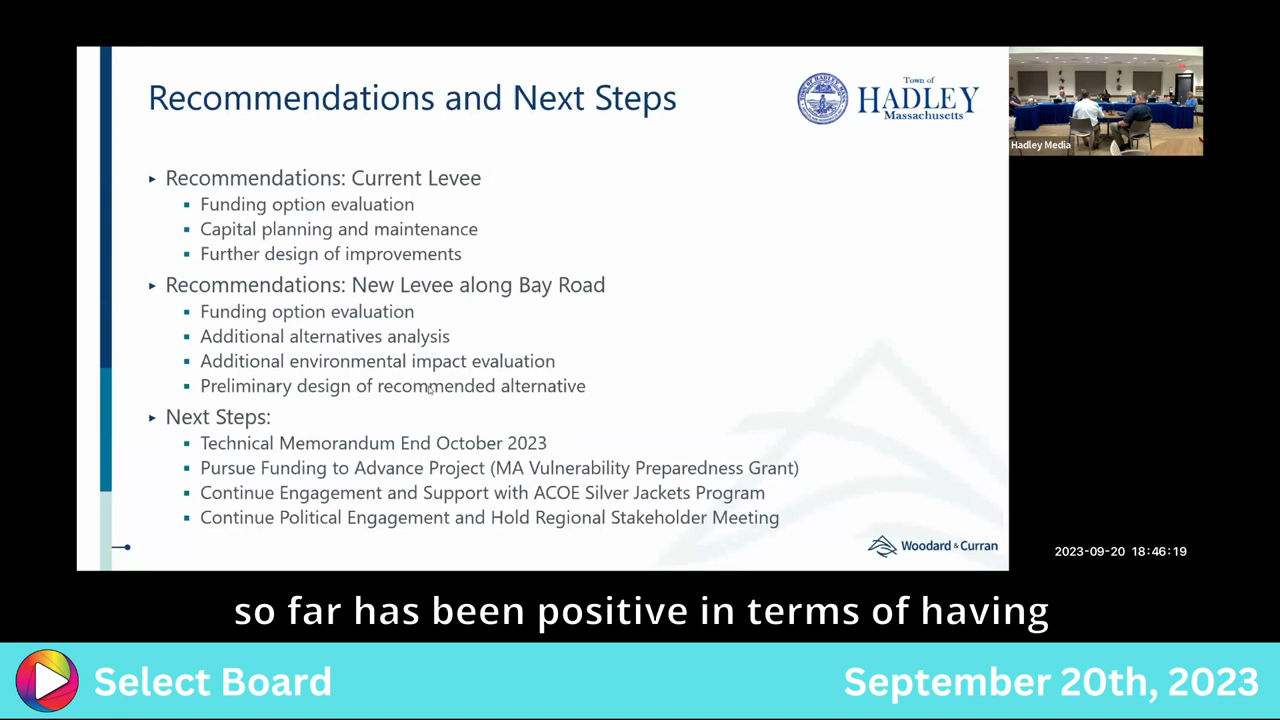 Recommendations and Next Steps
Town of
HADLEY
Massachusetts
Recommendations: Current Levee
Funding option evaluation
Capital planning and maintenance
Further design of improvements
Recommendations: New Levee along Bay Road
Funding option evaluation
Additional alternatives analysis
Additional environmental impact evaluation
Preliminary design of recommended alternative
Next Steps:
Technical Memorandum End October 2023
Pursue Funding to Advance Project (MA Vulnerability Preparedness Grant)
Continue Engagement and Support with ACOE Silver Jackets Program
Continue Political Engagement and Hold Regional Stakeholder Meeting
Woodard & Curran
Hadley Media
2023-09-20 18:46:19
so far has been positive in terms of having
Select Board
September 20th, 2023